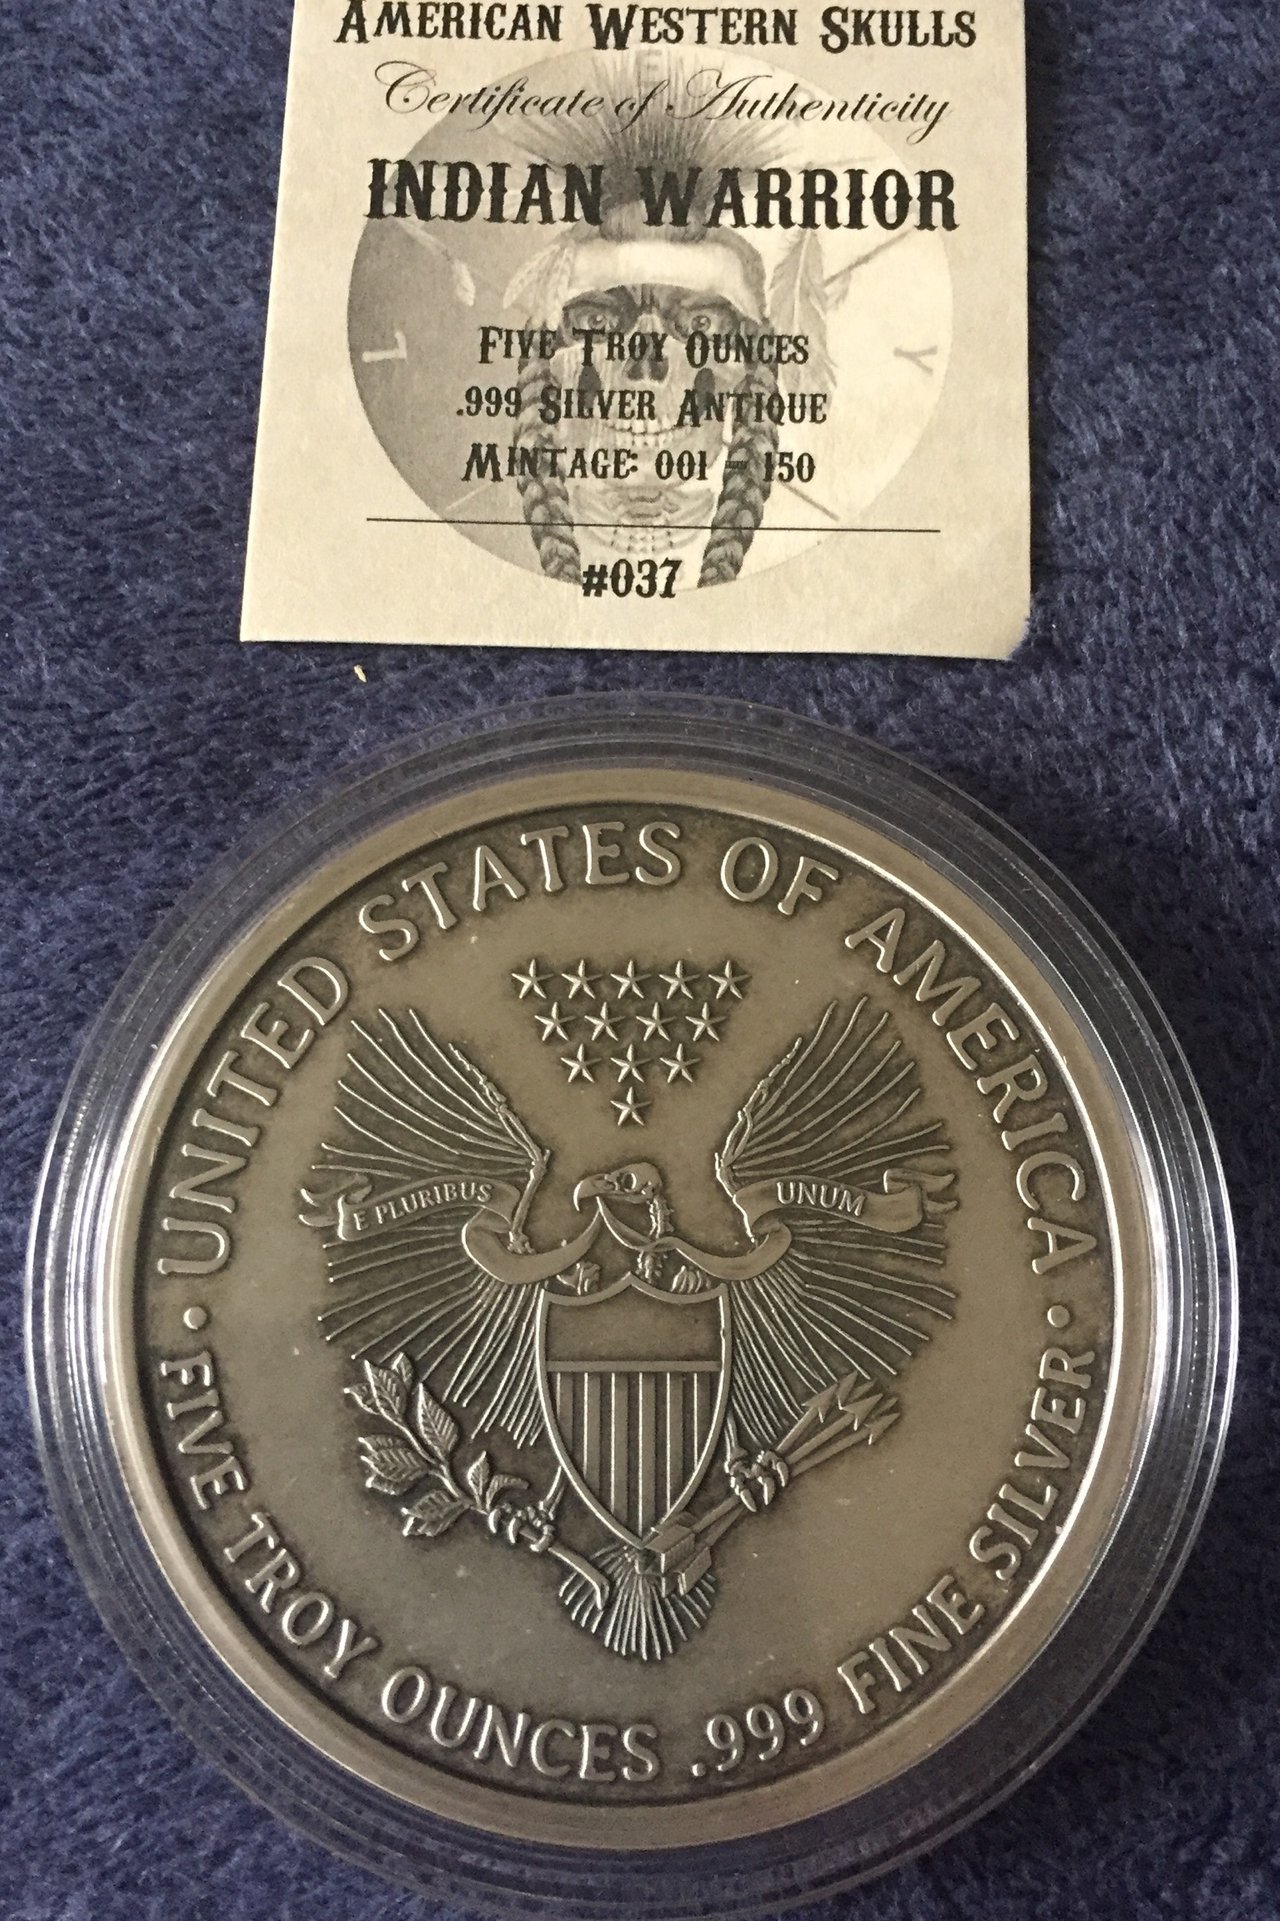 AMERICAN WESTERN SKULLS
Certificate of Authenticity
INDIAN WARRIOR
FIVE TROY OUNCES
.999 SILVER ANTIQUE
MINTAGE: 001 – 150
#037
UNITED STATES OF AMERICA
E PLURIBUS UNUM
• FIVE TROY OUNCES .999 FINE SILVER •